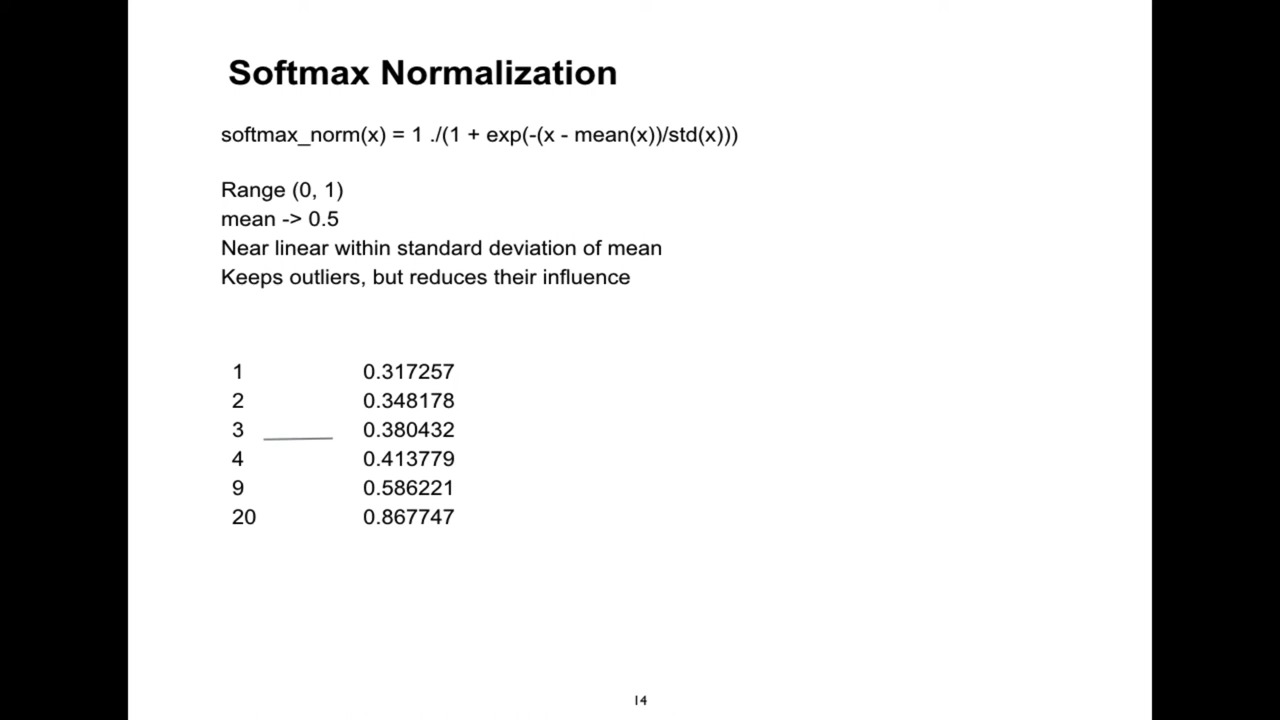 Softmax Normalization
softmax_norm(x) = 1 ./(1 + exp(-(x - mean(x))/std(x)))
Range (0, 1)
mean -> 0.5
Near linear within standard deviation of mean
Keeps outliers, but reduces their influence
1 0.317257
2 0.348178
3 0.380432
4 0.413779
9 0.586221
20 0.867747
14